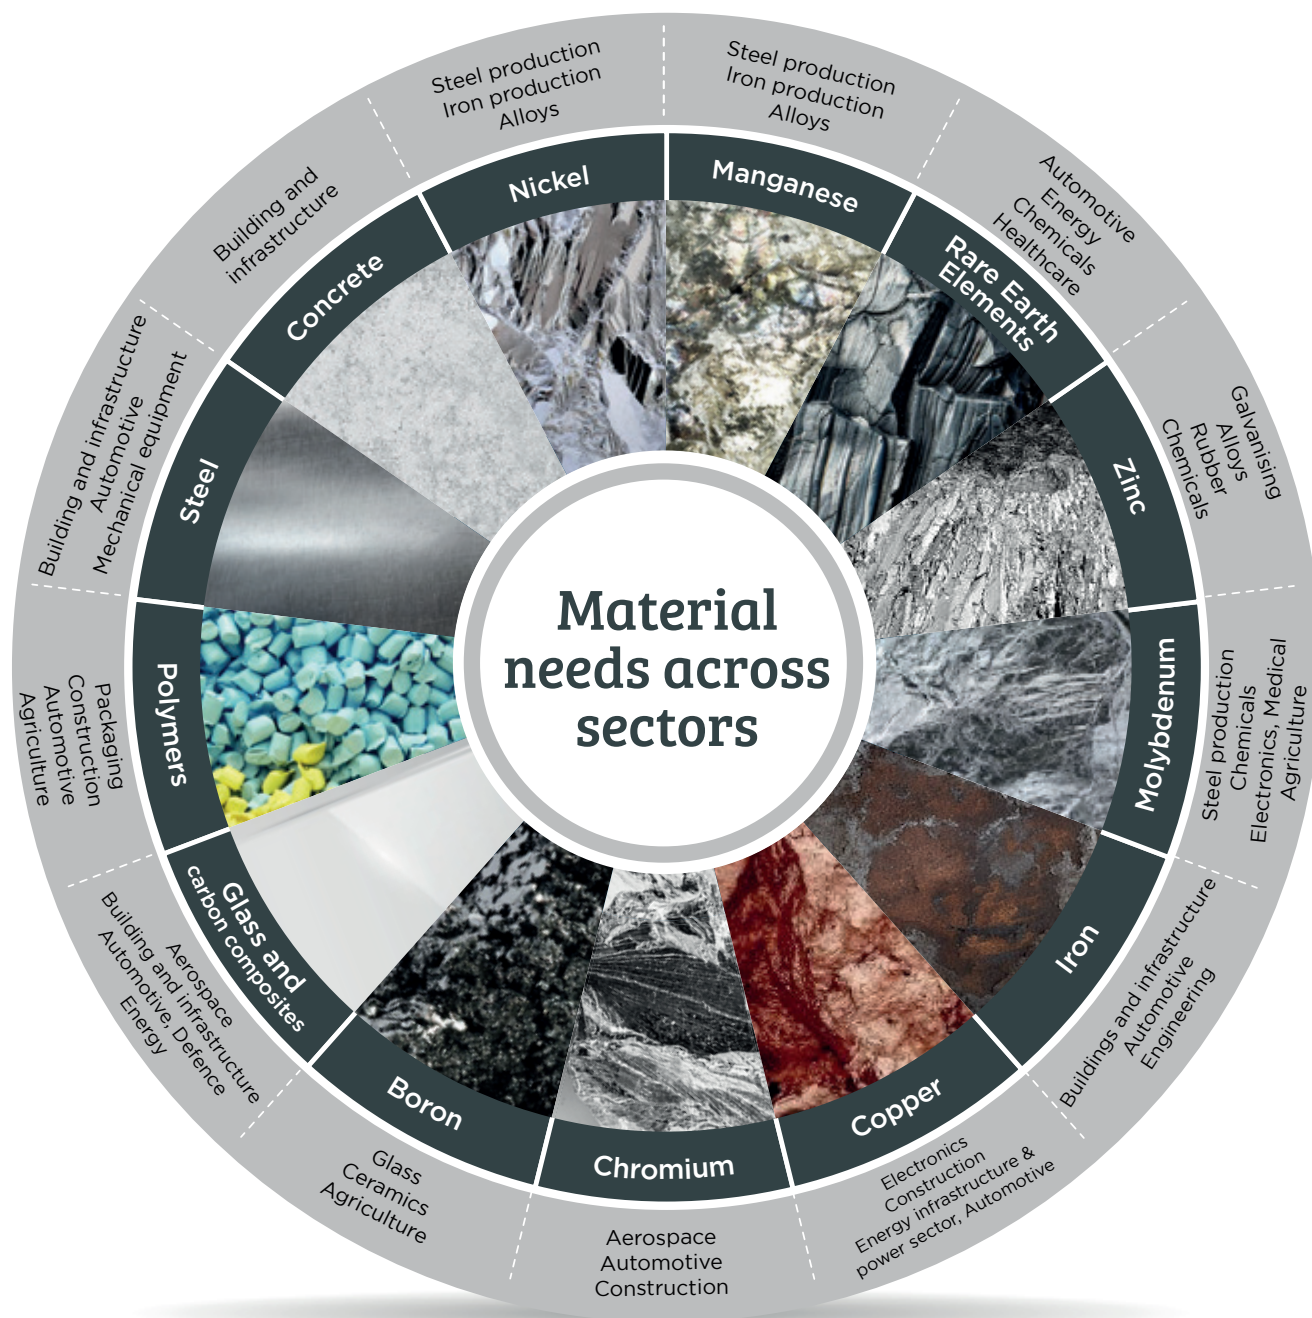 Material
needs across
sectors
Nickel
Steel production
Iron production
Alloys
Manganese
Steel production
Iron production
Alloys
Rare Earth
Elements
Automotive
Energy
Chemicals
Healthcare
Zinc
Galvanising
Alloys
Rubber
Chemicals
Molybdenum
Steel production
Chemicals
Electronics, Medical
Agriculture
Iron
Buildings and infrastructure
Automotive
Engineering
Copper
Electronics
Construction
Energy infrastructure &
power sector, Automotive
Chromium
Aerospace
Automotive
Construction
Boron
Glass
Ceramics
Agriculture
Glass and
carbon composites
Aerospace
Building and infrastructure
Automotive, Defence
Energy
Polymers
Packaging
Construction
Automotive
Agriculture
Steel
Building and infrastructure
Automotive
Mechanical equipment
Concrete
Building and
infrastructure